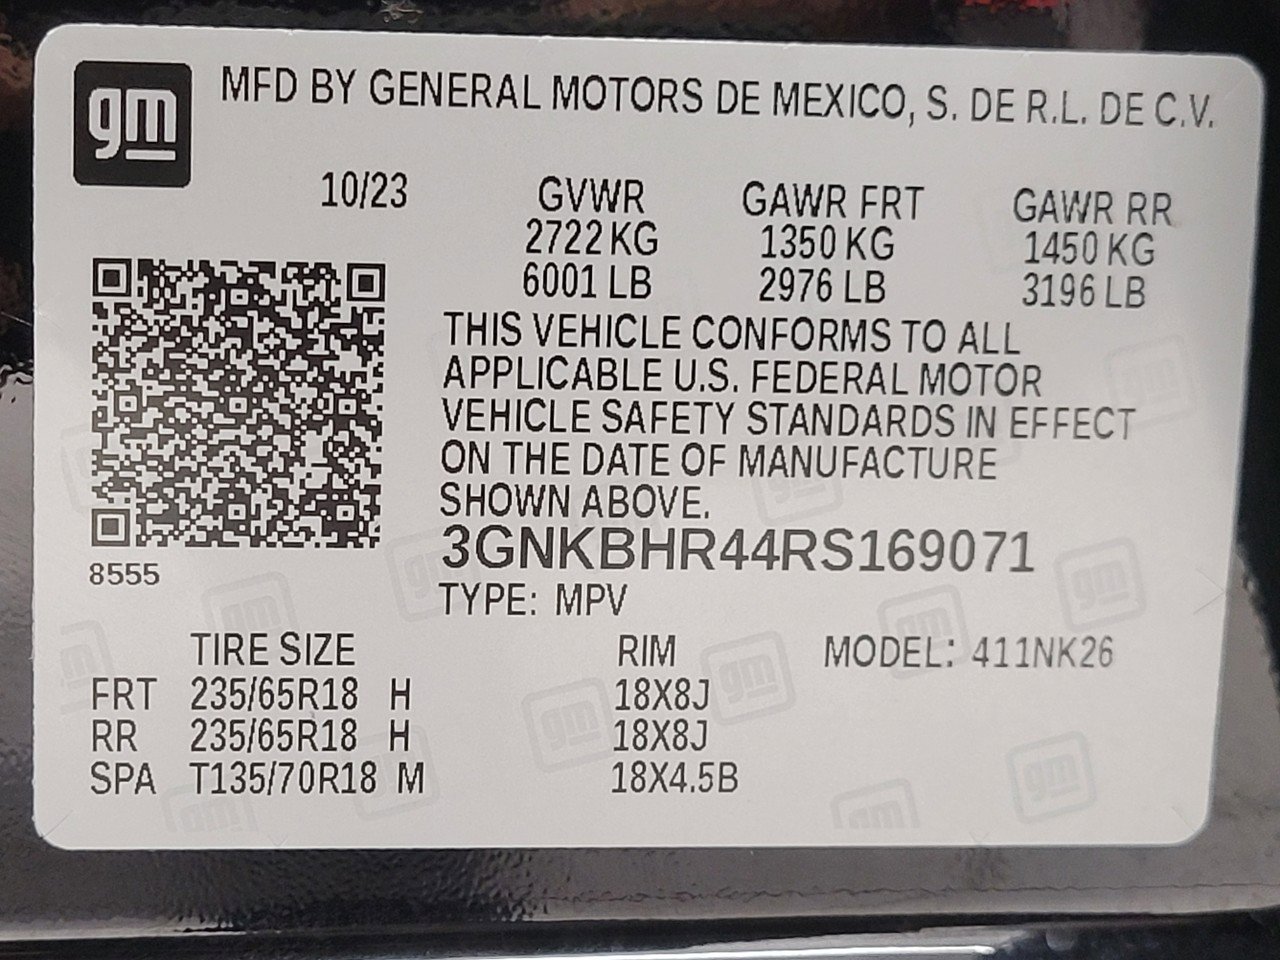 gm
MFD BY GENERAL MOTORS DE MEXICO, S. DE R.L. DE C.V.
10/23 GVWR GAWR FRT GAWR RR
2722 KG 1350 KG 1450 KG
6001 LB 2976 LB 3196 LB
THIS VEHICLE CONFORMS TO ALL
APPLICABLE U.S. FEDERAL MOTOR
VEHICLE SAFETY STANDARDS IN EFFECT
ON THE DATE OF MANUFACTURE
SHOWN ABOVE.
3GNKBHR44RS169071
8555
TYPE: MPV
TIRE SIZE RIM MODEL: 411NK26
FRT 235/65R18 H 18X8J
RR 235/65R18 H 18X8J
SPA T135/70R18 M 18X4.5B